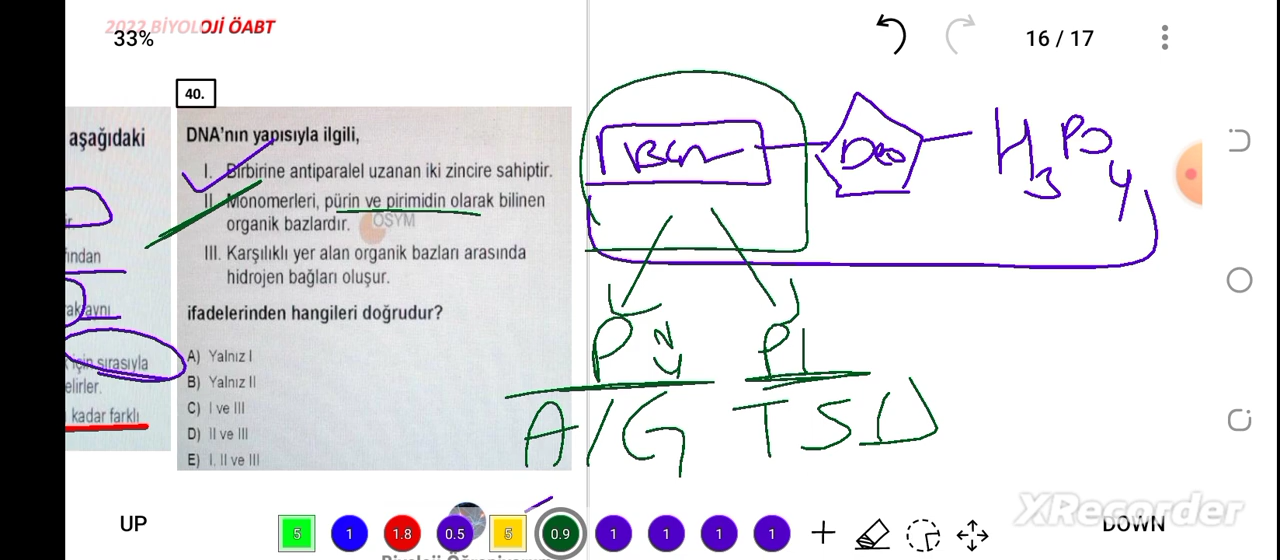 2022 BİYOLOJİ ÖABT
33%
16 / 17
40.
aşağıdaki
ından
aynı
için sırasıyla
elirler.
kadar farklı
DNA'nın yapısıyla ilgili,
I. Birbirine antiparalel uzanan iki zincire sahiptir.
II. Monomerleri, pürin ve pirimidin olarak bilinen
organik bazlardır.
ÖSYM
III. Karşılıklı yer alan organik bazları arasında
hidrojen bağları oluşur.
ifadelerinden hangileri doğrudur?
A) Yalnız I
B) Yalnız II
C) I ve III
D) II ve III
E) I, II ve III
Deo
H3PO4
PÜ
Pİ
A/G
T S U
UP
5
1
1.8
0.5
5
0.9
1
1
1
1
DOWN
XRecorder
Biyoloji Öğreniyorum